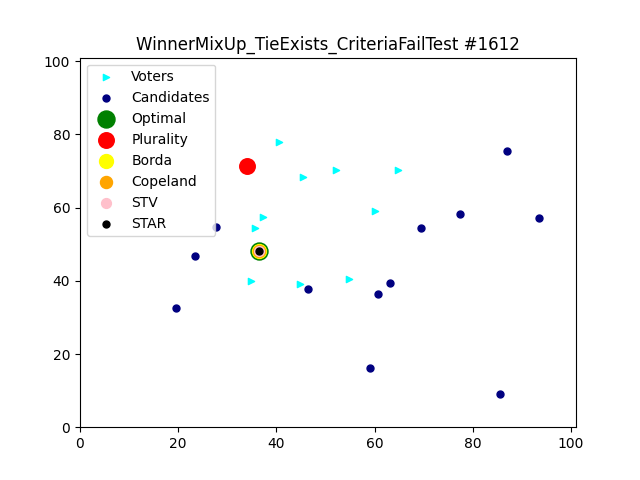 WinnerMixUp_TieExists_CriteriaFailTest #1612
100
80
60
40
20
0
Voters
Candidates
Optimal
Plurality
Borda
Copeland
STV
STAR
0 20 40 60 80 100